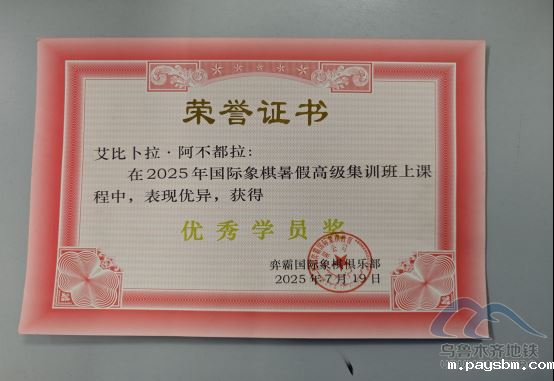 荣誉证书
艾比卜拉·阿不都拉：
在2025年国际象棋暑假高级集训班上课
程中，表现优异，获得
优秀学员奖
弈霸国际象棋俱乐部
2025年7月19日
乌鲁木齐地铁
m.paysbm.com